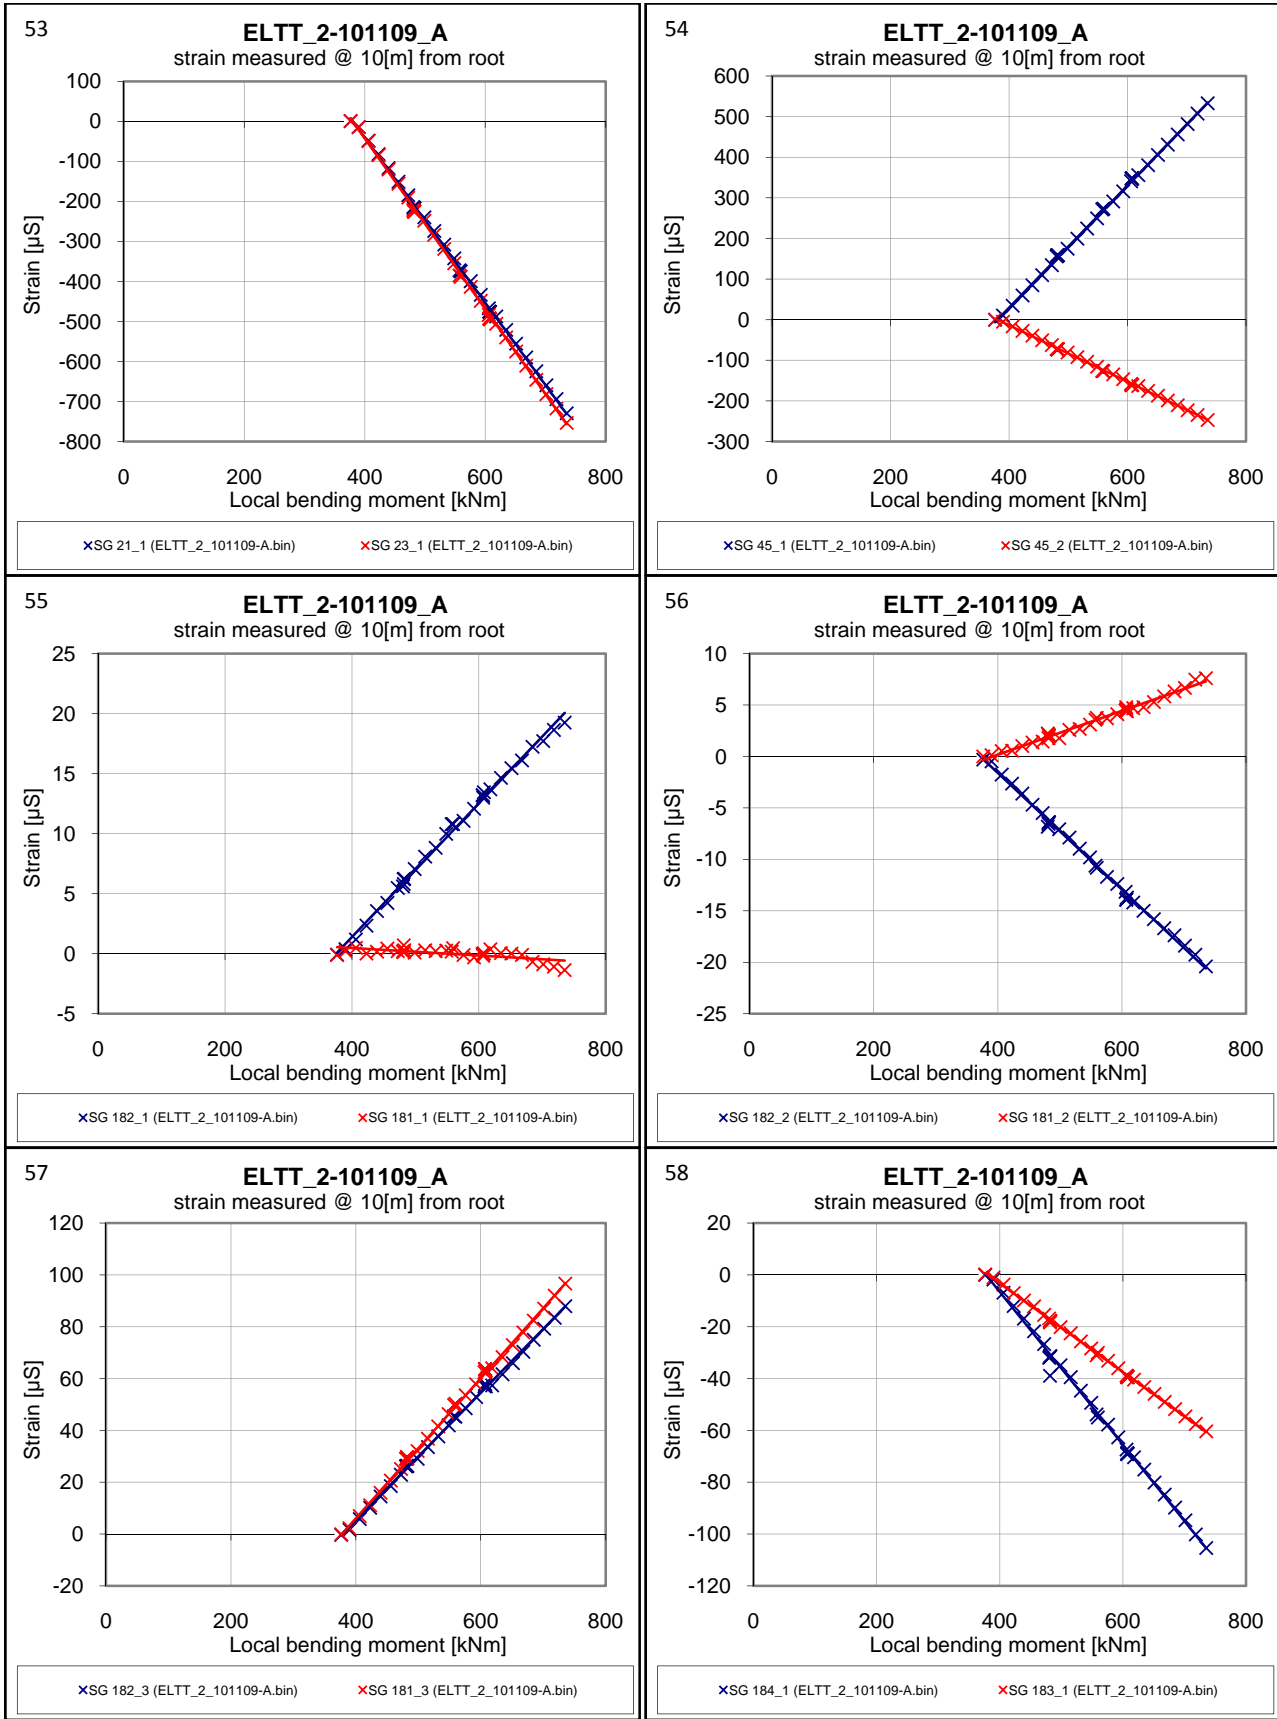 53
ELTT_2-101109_A
strain measured @ 10[m] from root
100
0
-100
-200
-300
-400
-500
-600
-700
-800
Strain [µS]
0 200 400 600 800
Local bending moment [kNm]
SG 21_1 (ELTT_2_101109-A.bin) SG 23_1 (ELTT_2_101109-A.bin)
54
ELTT_2-101109_A
strain measured @ 10[m] from root
600
500
400
300
200
100
0
-100
-200
-300
Strain [µS]
0 200 400 600 800
Local bending moment [kNm]
SG 45_1 (ELTT_2_101109-A.bin) SG 45_2 (ELTT_2_101109-A.bin)
55
ELTT_2-101109_A
strain measured @ 10[m] from root
25
20
15
10
5
0
-5
Strain [µS]
0 200 400 600 800
Local bending moment [kNm]
SG 182_1 (ELTT_2_101109-A.bin) SG 181_1 (ELTT_2_101109-A.bin)
56
ELTT_2-101109_A
strain measured @ 10[m] from root
10
5
0
-5
-10
-15
-20
-25
Strain [µS]
0 200 400 600 800
Local bending moment [kNm]
SG 182_2 (ELTT_2_101109-A.bin) SG 181_2 (ELTT_2_101109-A.bin)
57
ELTT_2-101109_A
strain measured @ 10[m] from root
120
100
80
60
40
20
0
-20
Strain [µS]
0 200 400 600 800
Local bending moment [kNm]
SG 182_3 (ELTT_2_101109-A.bin) SG 181_3 (ELTT_2_101109-A.bin)
58
ELTT_2-101109_A
strain measured @ 10[m] from root
20
0
-20
-40
-60
-80
-100
-120
Strain [µS]
0 200 400 600 800
Local bending moment [kNm]
SG 184_1 (ELTT_2_101109-A.bin) SG 183_1 (ELTT_2_101109-A.bin)